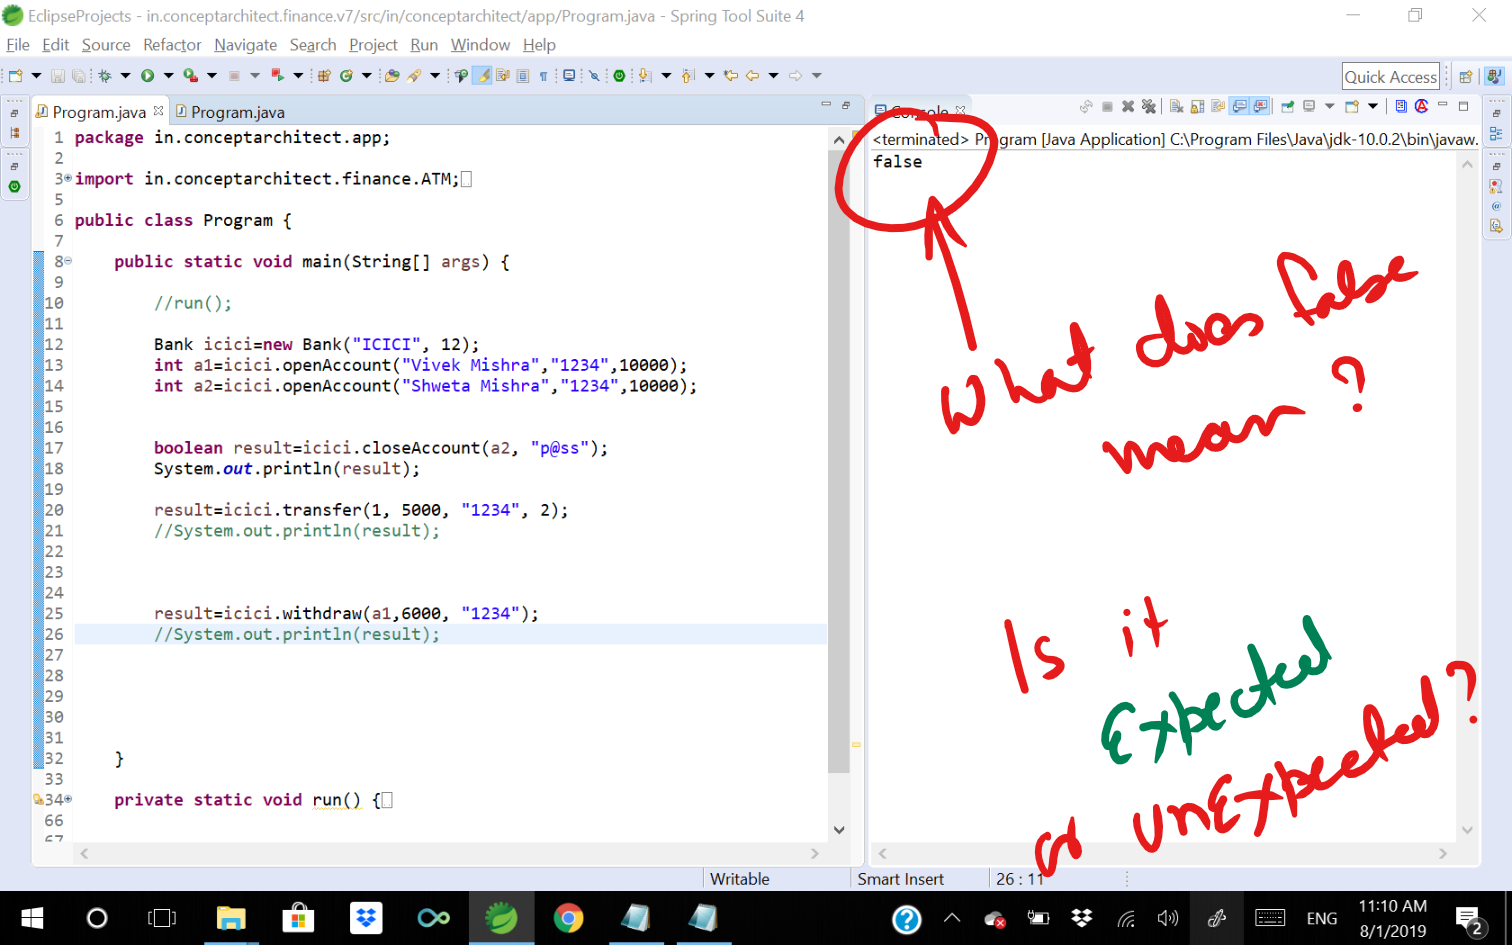 EclipseProjects - in.conceptarchitect.finance.v7/src/in/conceptarchitect/app/Program.java - Spring Tool Suite 4
File Edit Source Refactor Navigate Search Project Run Window Help
Quick Access
Program.java Program.java
Console
<terminated> Program [Java Application] C:\Program Files\Java\jdk-10.0.2\bin\javaw.
false
1 package in.conceptarchitect.app;
2
3 import in.conceptarchitect.finance.ATM;
5
6 public class Program {
7
8 public static void main(String[] args) {
9
10 //run();
11
12 Bank icici=new Bank("ICICI", 12);
13 int a1=icici.openAccount("Vivek Mishra","1234",10000);
14 int a2=icici.openAccount("Shweta Mishra","1234",10000);
15
16
17 boolean result=icici.closeAccount(a2, "p@ss");
18 System.out.println(result);
19
20 result=icici.transfer(1, 5000, "1234", 2);
21 //System.out.println(result);
22
23
24
25 result=icici.withdraw(a1,6000, "1234");
26 //System.out.println(result);
27
28
29
30
31
32 }
33
34 private static void run() {
66
67
What does false
mean ?
Is it
Expected
or unExpected?
Writable Smart Insert 26 : 11
ENG
11:10 AM
8/1/2019
2